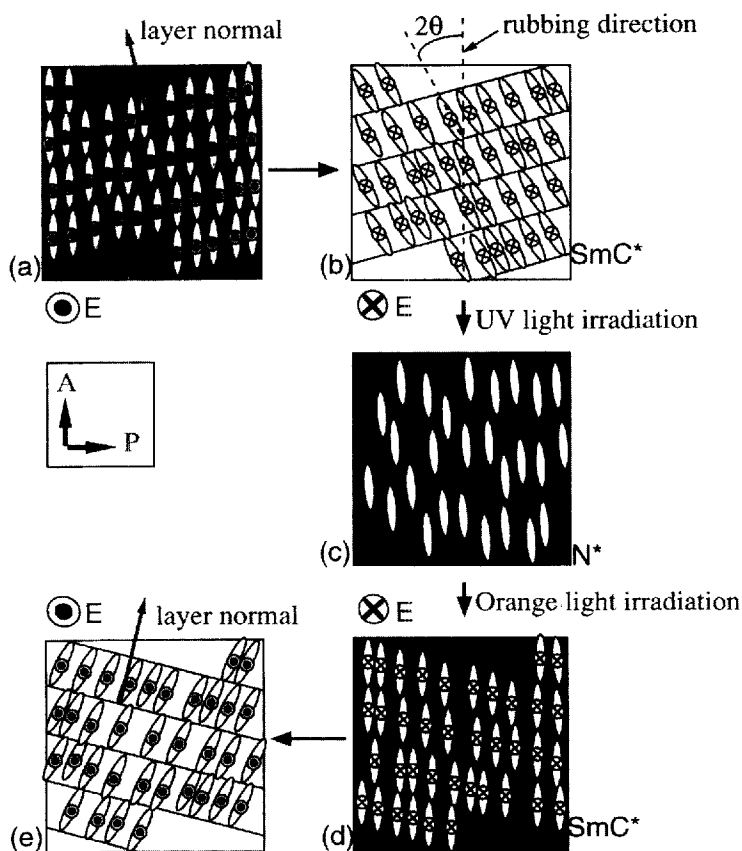 layer normal
2θ
rubbing direction
(a)
(b)
SmC*
E
E
UV light irradiation
A
P
(c)
N*
E
layer normal
E
Orange light irradiation
(e)
(d)
SmC*